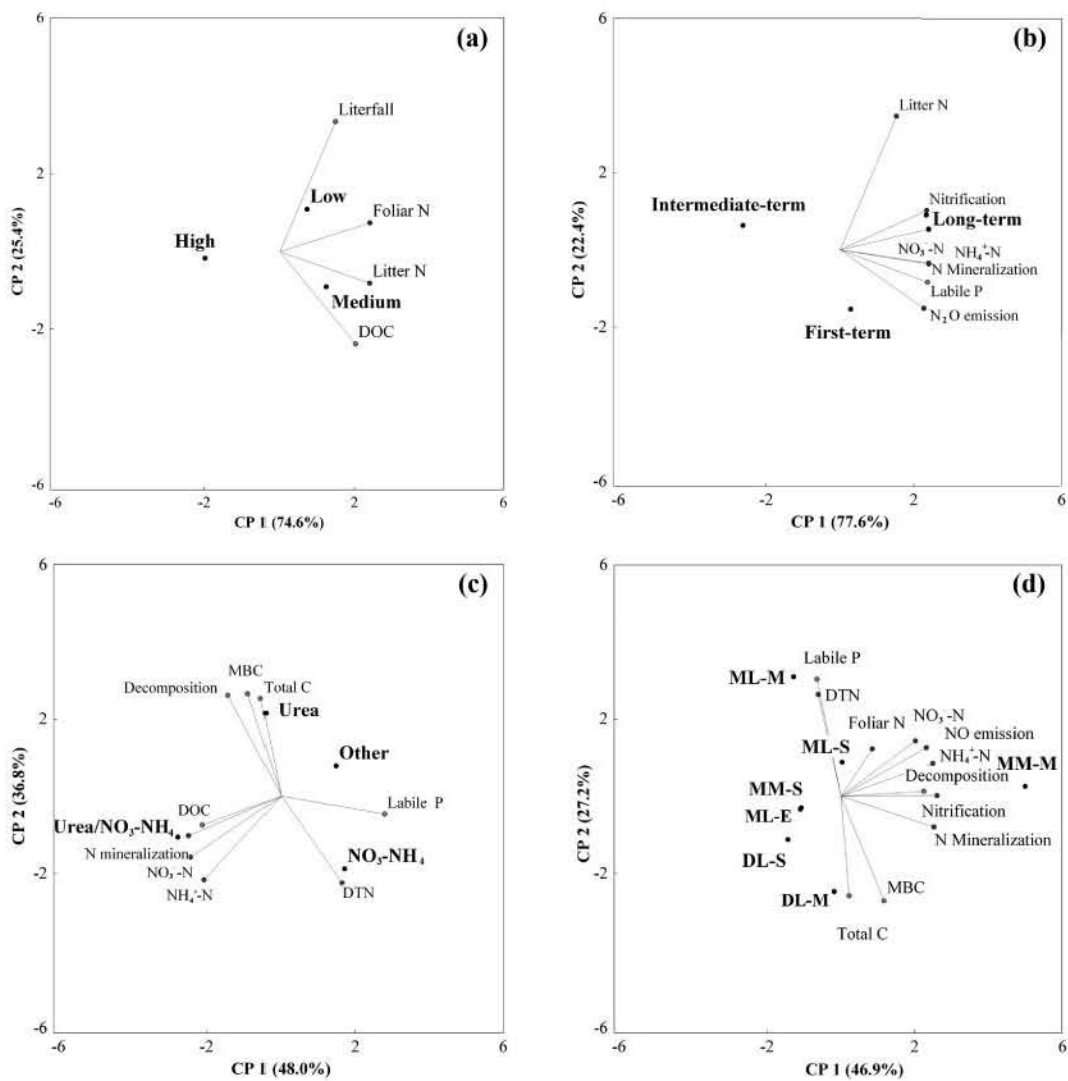 (a)
6
2
-2
-6
-6
-2
2
6
CP 2 (25.4%)
CP 1 (74.6%)
Literfall
Low
Foliar N
High
Litter N
Medium
DOC
(b)
6
2
-2
-6
-6
-2
2
6
CP 2 (22.4%)
CP 1 (77.6%)
Litter N
Nitrification
Intermediate-term
Long-term
NO₃⁻-N NH₄⁺-N
N Mineralization
Labile P
N₂O emission
First-term
(c)
6
2
-2
-6
-6
-2
2
6
CP 2 (36.8%)
CP 1 (48.0%)
MBC
Decomposition
Total C
Urea
Other
DOC
Labile P
Urea/NO₃-NH₄
N mineralization
NO₃⁻-N
NO₃-NH₄
NH₄⁺-N
DTN
(d)
6
2
-2
-6
-6
-2
2
6
CP 2 (27.2%)
CP 1 (46.9%)
Labile P
ML-M
DTN
Foliar N
NO₃⁻-N
NO emission
ML-S
NH₄⁺-N
MM-M
Decomposition
MM-S
ML-E
Nitrification
N Mineralization
DL-S
DL-M
MBC
Total C